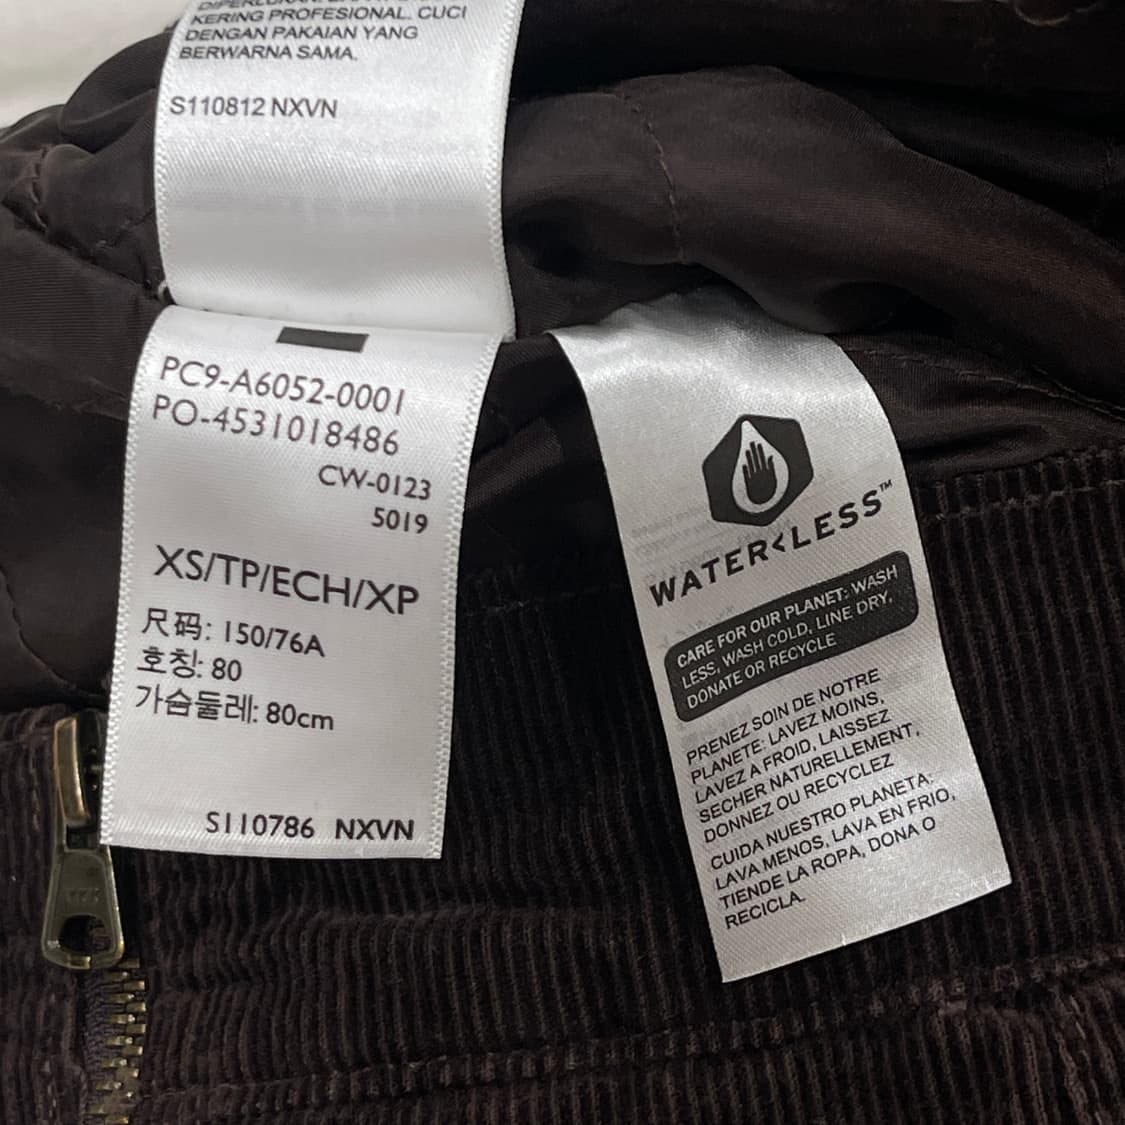 KERING PROFESIONAL. CUCI
DENGAN PAKAIAN YANG
BERWARNA SAMA.
S110812 NXVN
PC9-A6052-0001
PO-4531018486
CW-0123
5019
XS/TP/ECH/XP
尺码: 150/76A
호칭: 80
가슴둘레: 80cm
S110786 NXVN
WATER<LESS™
CARE FOR OUR PLANET: WASH
LESS, WASH COLD, LINE DRY,
DONATE OR RECYCLE
PRENEZ SOIN DE NOTRE
PLANETE: LAVEZ MOINS,
LAVEZ A FROID, LAISSEZ
SECHER NATURELLEMENT,
DONNEZ OU RECYCLEZ
CUIDA NUESTRO PLANETA:
LAVA MENOS, LAVA EN FRIO,
TIENDE LA ROPA, DONA O
RECICLA.